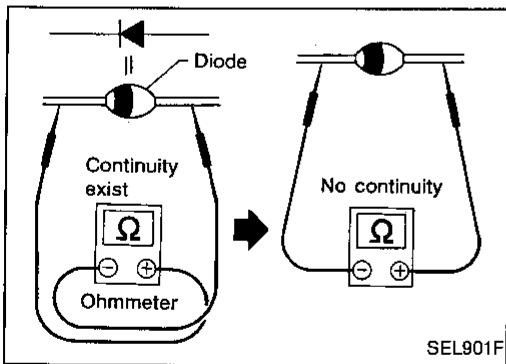 Diode
Continuity
exist
Ω
⊖ ⊕
Ohmmeter
No continuity
Ω
⊖ ⊕
SEL901F